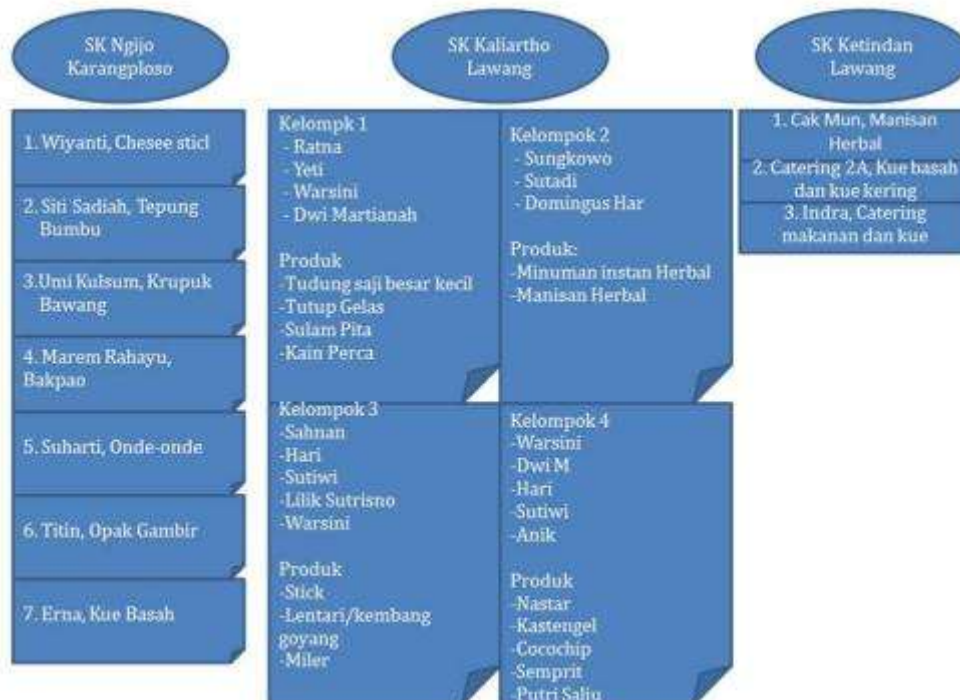 SK Ngijo
Karangploso
1. Wiyanti, Chesee sticl
2. Siti Sadiah, Tepung
Bumbu
3.Umi Kulsum, Krupuk
Bawang
4. Marem Rahayu,
Bakpao
5. Suharti, Onde-onde
6. Titin, Opak Gambir
7. Erna, Kue Basah
SK Kaliartho
Lawang
Kelompk 1
- Ratna
- Yeti
- Warsini
- Dwi Martianah
Produk
-Tudung saji besar kecil
-Tutup Gelas
-Sulam Pita
-Kain Perca
Kelompok 2
- Sungkowo
- Sutadi
- Domingus Har
Produk:
-Minuman instan Herbal
-Manisan Herbal
Kelompok 3
-Sahnan
-Hari
-Sutiwi
-Lilik Sutrisno
-Warsini
Produk
-Stick
-Lentari/kembang
goyang
-Miler
Kelompok 4
-Warsini
-Dwi M
-Hari
-Sutiwi
-Anik
Produk
-Nastar
-Kastengel
-Cocochip
-Semprit
-Putri Salju
SK Ketindan
Lawang
1. Cak Mun, Manisan
Herbal
2. Catering 2A, Kue basah
dan kue kering
3. Indra, Catering
makanan dan kue